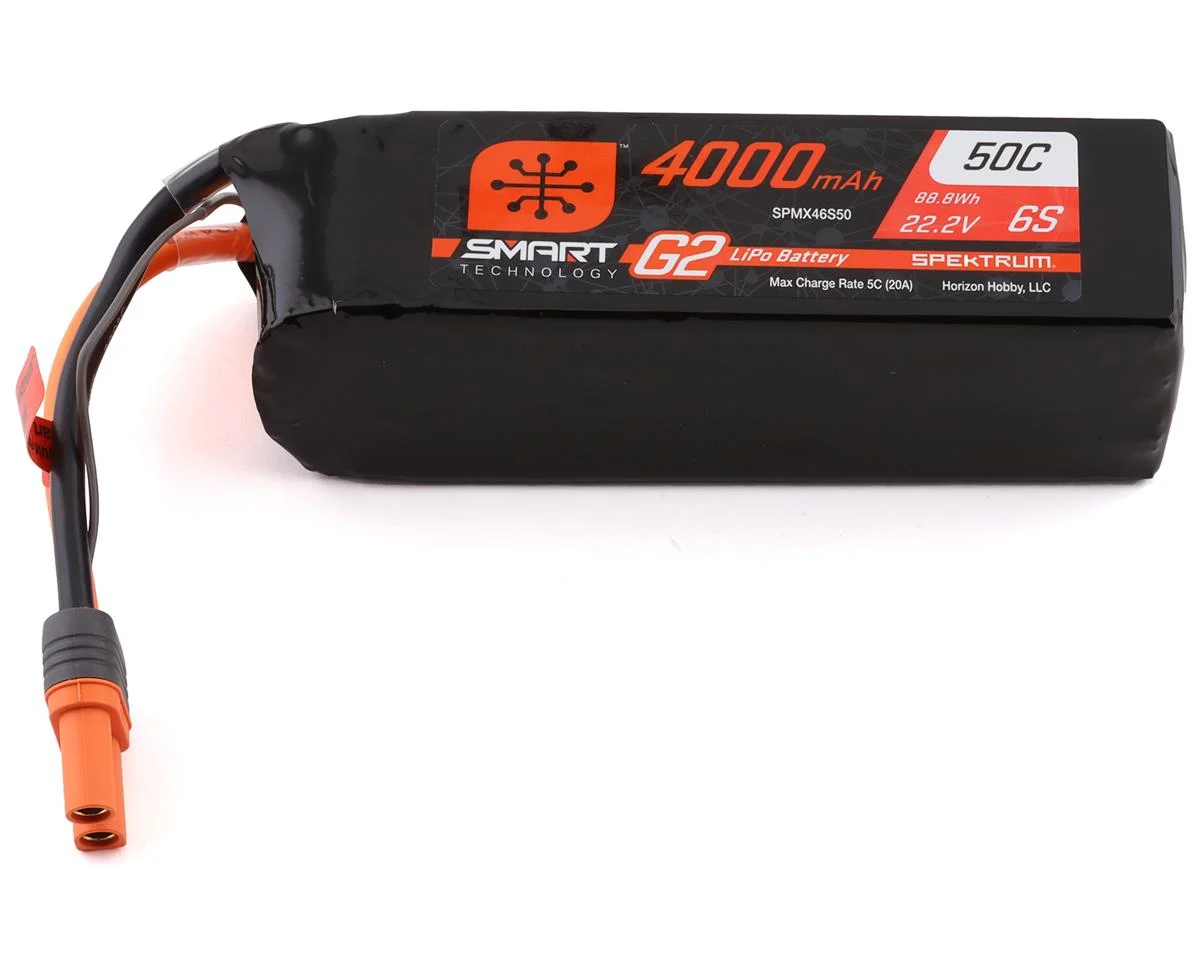 ™
4000mAh
SPMX46S50
50C
88.8Wh
22.2V 6S
SMART
TECHNOLOGY
G2
LiPo Battery
SPEKTRUM®
Max Charge Rate 5C (20A)
Horizon Hobby, LLC